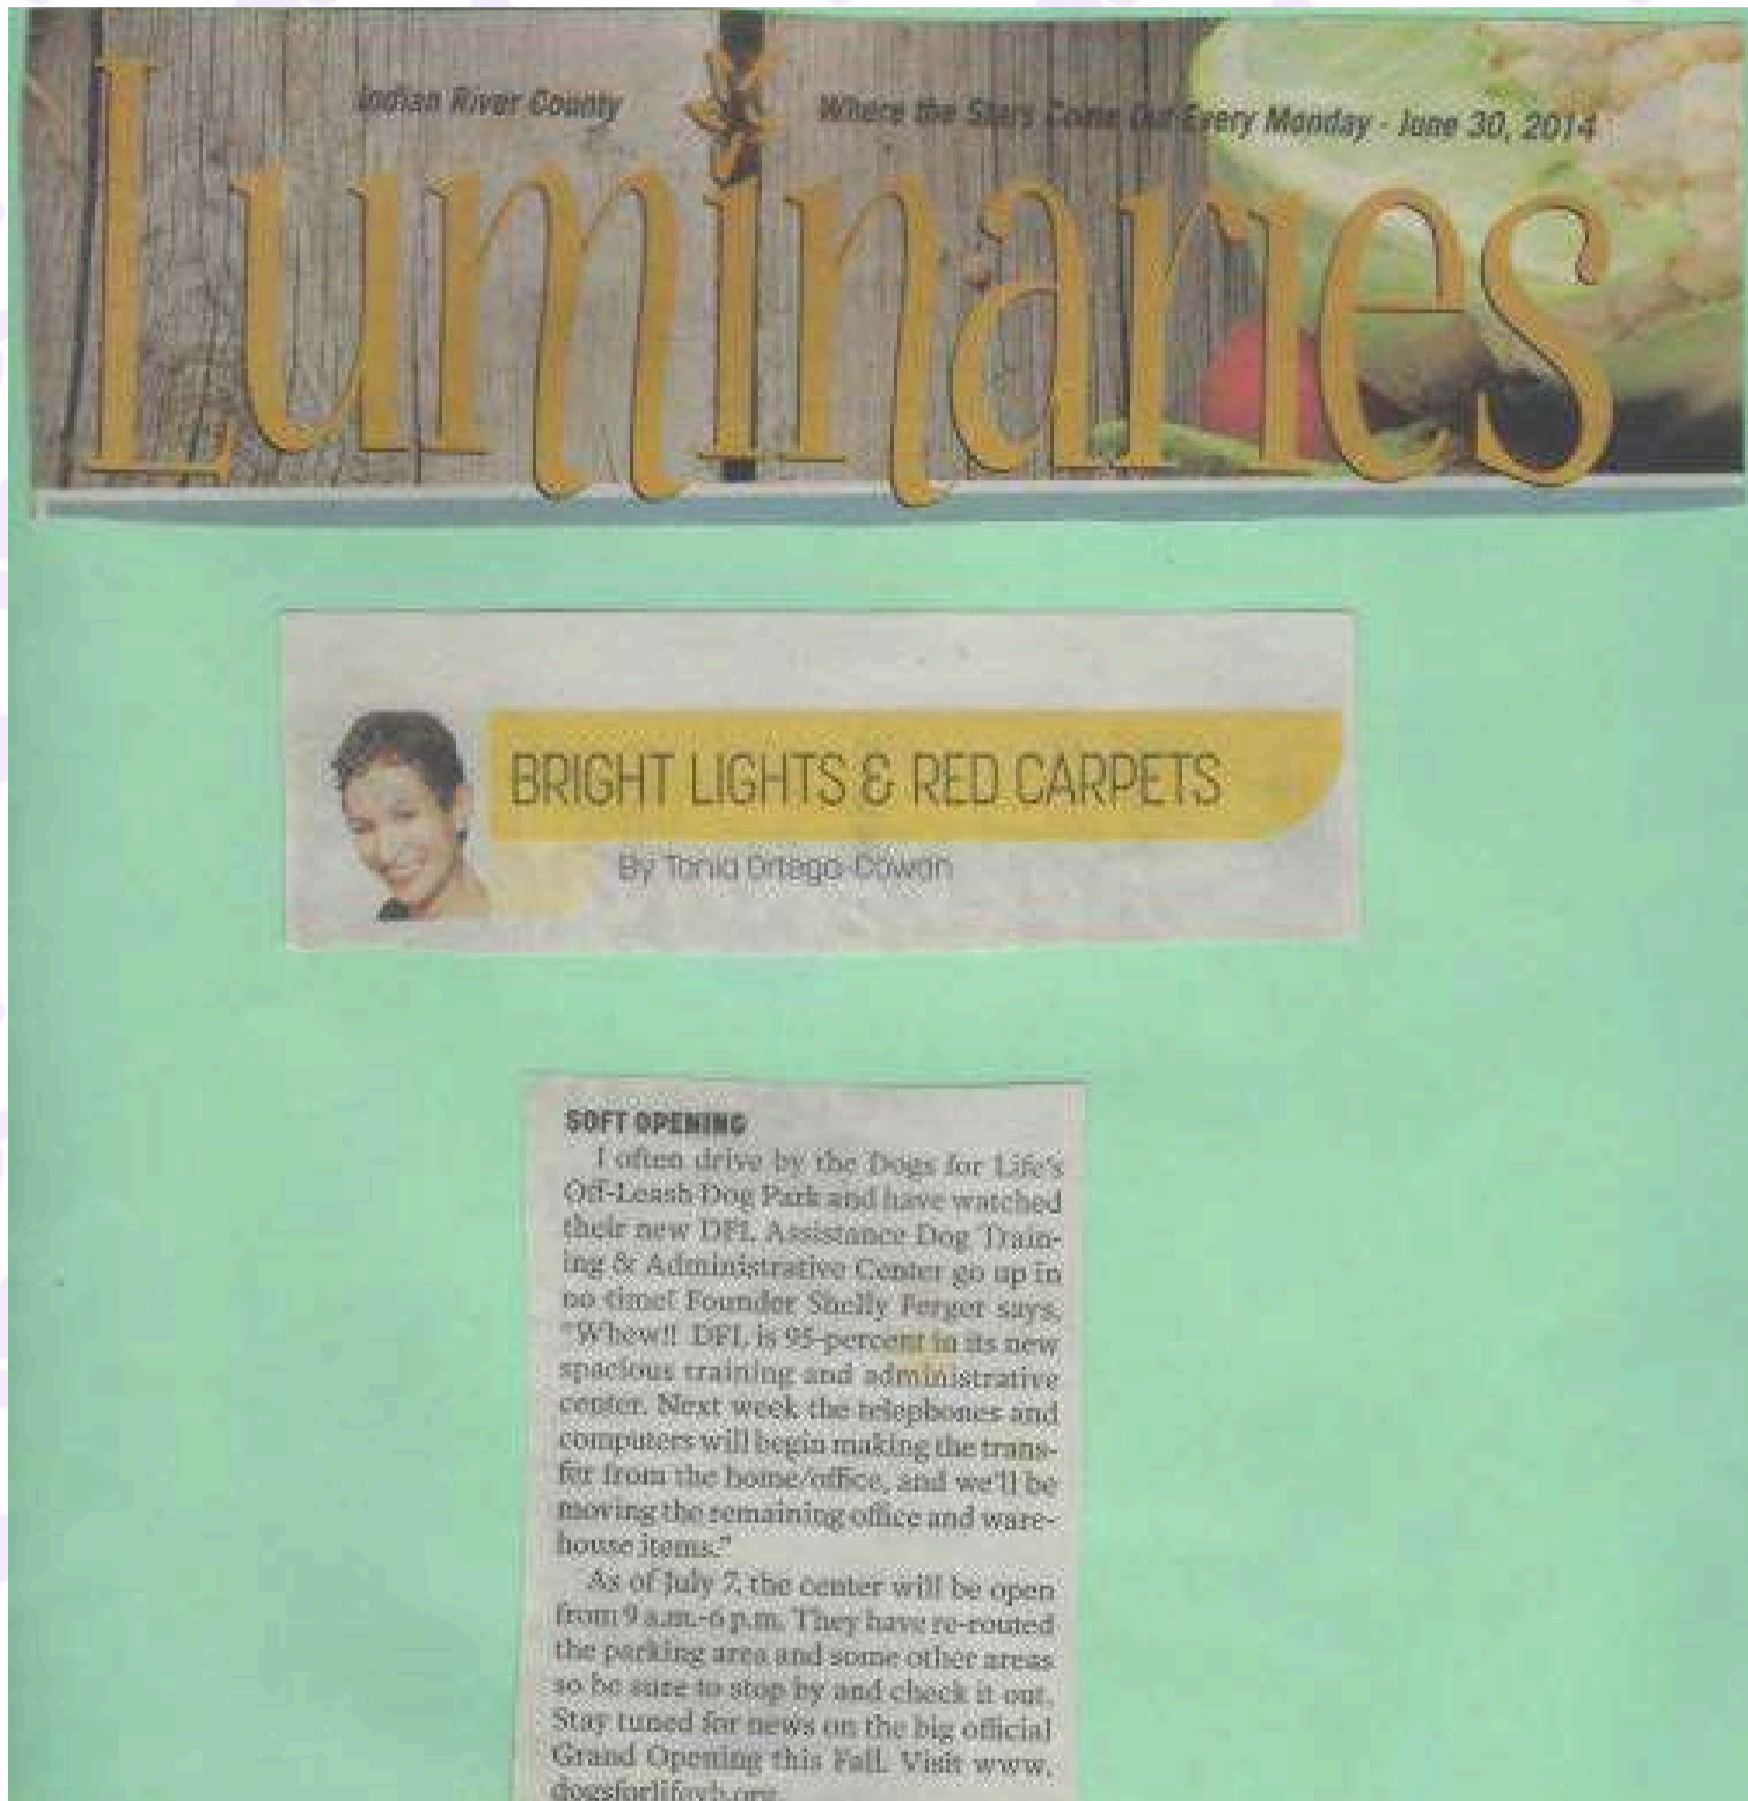 Indian River County
Where the Stars Come Out Every Monday - June 30, 2014
Luminaries
BRIGHT LIGHTS & RED CARPETS
By Tania Ortega-Cowan
SOFT OPENING
I often drive by the Dogs for Life's
Off-Leash Dog Park and have watched
their new DFL Assistance Dog Train-
ing & Administrative Center go up in
no time! Founder Shelly Ferger says,
"Whew!! DFL is 95-percent in its new
spacious training and administrative
center. Next week the telephones and
computers will begin making the trans-
fer from the home/office, and we'll be
moving the remaining office and ware-
house items."
As of July 7, the center will be open
from 9 a.m.-6 p.m. They have re-routed
the parking area and some other areas
so be sure to stop by and check it out.
Stay tuned for news on the big official
Grand Opening this Fall. Visit www.
dogsforlifevb.org.